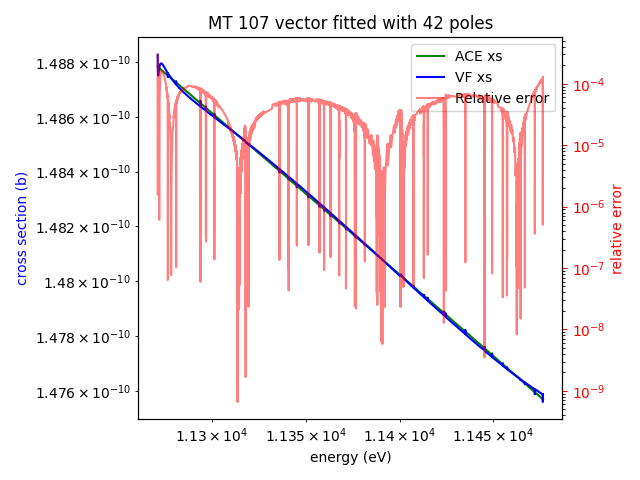 MT 107 vector fitted with 42 poles
ACE xs
VF xs
Relative error
cross section (b)
1.488 × 10⁻¹⁰
1.486 × 10⁻¹⁰
1.484 × 10⁻¹⁰
1.482 × 10⁻¹⁰
1.48 × 10⁻¹⁰
1.478 × 10⁻¹⁰
1.476 × 10⁻¹⁰
10⁻⁴
10⁻⁵
10⁻⁶
10⁻⁷
10⁻⁸
10⁻⁹
relative error
1.13 × 10⁴ 1.135 × 10⁴ 1.14 × 10⁴ 1.145 × 10⁴
energy (eV)